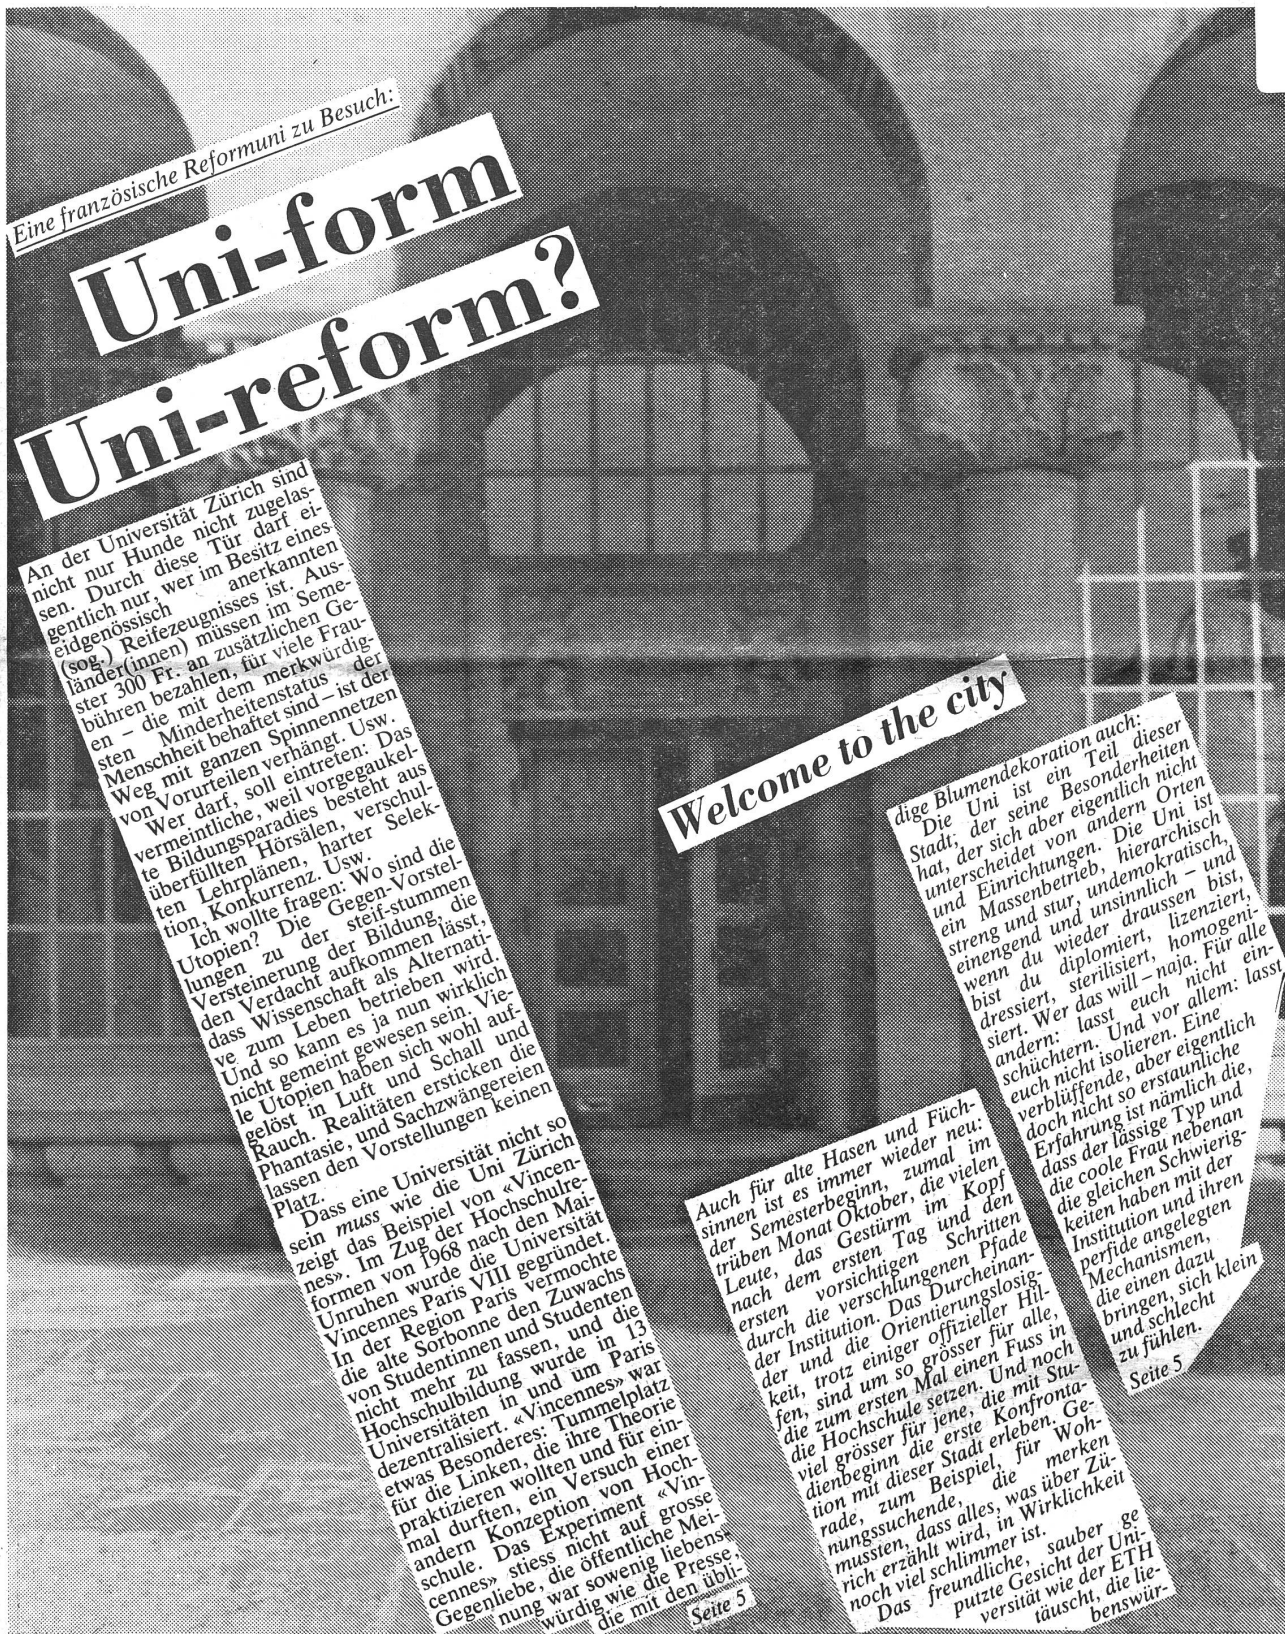 Eine französische Reformuni zu Besuch:
Uni-form
Uni-reform?
An der Universität Zürich sind
nicht nur Hunde nicht zugelas-
sen. Durch diese Tür darf ei-
gentlich nur, wer im Besitz eines
eidgenössisch anerkannten
(sog.) Reifezeugnisses ist. Aus-
länder(innen) müssen im Seme-
ster 300 Fr. an zusätzlichen Ge-
bühren bezahlen, für viele Frau-
en – die mit dem merkwürdig-
sten Minderheitenstatus der
Menschheit behaftet sind – ist der
Weg mit ganzen Spinnennetzen
von Vorurteilen verhängt. Usw.
Wer darf, soll eintreten: Das
vermeintliche, weil vorgegaukel-
te Bildungsparadies besteht aus
überfüllten Hörsälen, verschul-
ten Lehrplänen, harter Selek-
tion, Konkurrenz. Usw.
Ich wollte fragen: Wo sind die
Utopien? Die Gegen-Vorstel-
lungen zu der steif-stummen
Versteinerung der Bildung, die
den Verdacht aufkommen lässt,
dass Wissenschaft als Alternati-
ve zum Leben betrieben wird.
Und so kann es ja nun wirklich
nicht gemeint gewesen sein. Vie-
le Utopien haben sich wohl auf-
gelöst in Luft und Schall und
Rauch. Realitäten ersticken die
Phantasie, und Sachzwängereien
lassen den Vorstellungen keinen
Platz.
Dass eine Universität nicht so
sein muss wie die Uni Zürich
zeigt das Beispiel von «Vincen-
nes». Im Zug der Hochschulre-
formen von 1968 nach den Mai-
Unruhen wurde die Universität
Vincennes Paris VIII gegründet.
In der Region Paris vermochte
die alte Sorbonne den Zuwachs
von Studentinnen und Studenten
nicht mehr zu fassen, und die
Hochschulbildung wurde in 13
Universitäten in und um Paris
dezentralisiert. «Vincennes» war
etwas Besonderes: Tummelplatz
für die Linken, die ihre Theorie
praktizieren wollten und für ein-
mal durften, ein Versuch einer
andern Konzeption von Hoch-
schule. Das Experiment «Vin-
cennes» stiess nicht auf grosse
Gegenliebe, die öffentliche Mei-
nung war sowenig liebens-
würdig wie die Presse,
die mit den übli-
Seite 5
Welcome to the city
Auch für alte Hasen und Füch-
sinnen ist es immer wieder neu:
der Semesterbeginn, zumal im
trüben Monat Oktober, die vielen
Leute, das Gestürm im Kopf
nach dem ersten Tag und den
ersten vorsichtigen Schritten
durch die verschlungenen Pfade
der Institution. Das Durcheinan-
der und die Orientierungslosig-
keit, trotz einiger offizieller Hil-
fen, sind um so grösser für alle,
die zum ersten Mal einen Fuss in
die Hochschule setzen. Und noch
viel grösser für jene, die mit Stu-
dienbeginn die erste Konfronta-
tion mit dieser Stadt erleben. Ge-
rade, zum Beispiel, für Woh-
nungssuchende, die merken
mussten, dass alles, was über Zü-
rich erzählt wird, in Wirklichkeit
noch viel schlimmer ist.
Das freundliche, sauber ge
putzte Gesicht der Uni-
versität wie der ETH
täuscht, die lie-
benswür-
dige Blumendekoration auch:
Die Uni ist ein Teil dieser
Stadt, der seine Besonderheiten
hat, der sich aber eigentlich nicht
unterscheidet von andern Orten
und Einrichtungen. Die Uni ist
ein Massenbetrieb, hierarchisch
streng und stur, undemokratisch,
einengend und unsinnlich – und
wenn du wieder draussen bist,
bist du diplomiert, lizenziert,
dressiert, sterilisiert, homogeni-
siert. Wer das will – naja. Für alle
andern: lasst euch nicht ein-
schüchtern. Und vor allem: lasst
euch nicht isolieren. Eine
verblüffende, aber eigentlich
doch nicht so erstaunliche
Erfahrung ist nämlich die,
dass der lässige Typ und
die coole Frau nebenan
die gleichen Schwierig-
keiten haben mit der
Institution und ihren
perfide angelegten
Mechanismen,
die einen dazu
bringen, sich klein
und schlecht
zu fühlen.
Seite 5